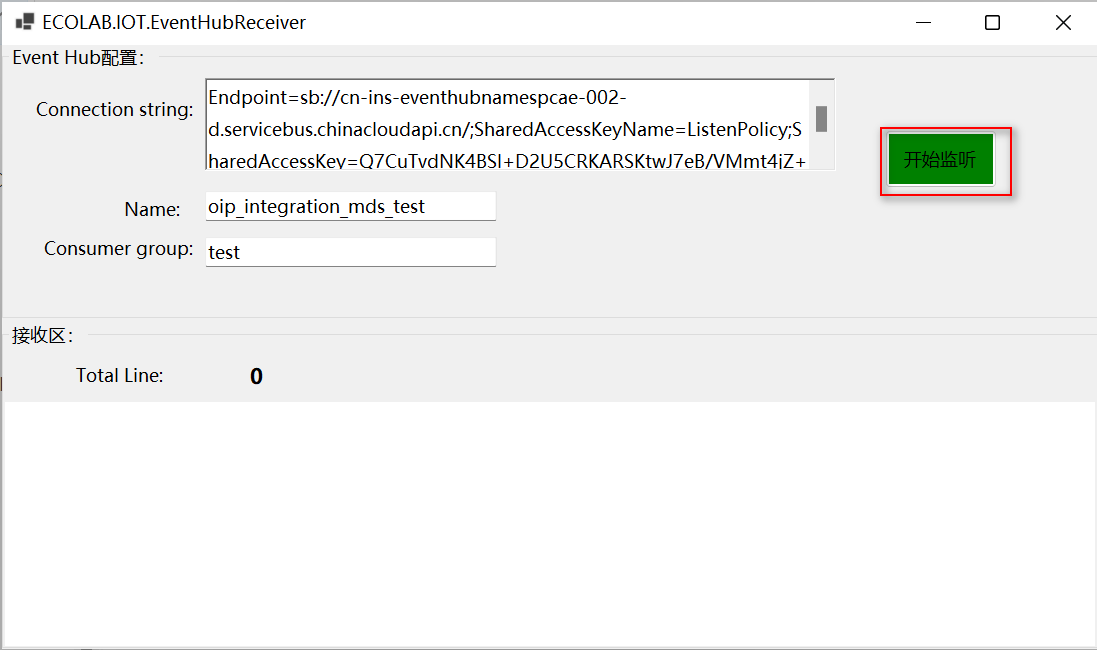 ECOLAB.IOT.EventHubReceiver
Event Hub配置：
Connection string:
Endpoint=sb://cn-ins-eventhubnamespcae-002-
d.servicebus.chinacloudapi.cn/;SharedAccessKeyName=ListenPolicy;S
haredAccessKey=Q7CuTvdNK4BSI+D2U5CRKARSKtwJ7eB/VMmt4jZ+
开始监听
Name:
oip_integration_mds_test
Consumer group:
test
接收区：
Total Line:
0